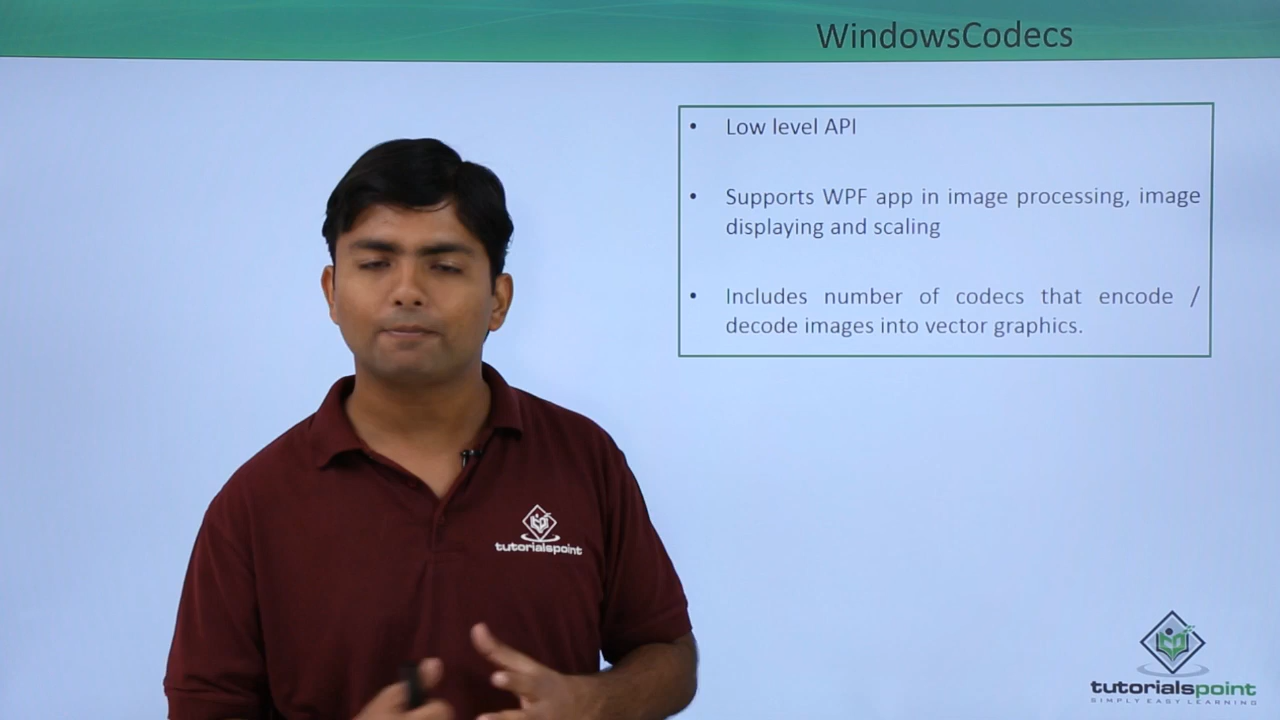 WindowsCodecs
• Low level API
• Supports WPF app in image processing, image
displaying and scaling
• Includes number of codecs that encode /
decode images into vector graphics.
tutorialspoint
tutorialspoint
SIMPLY EASY LEARNING